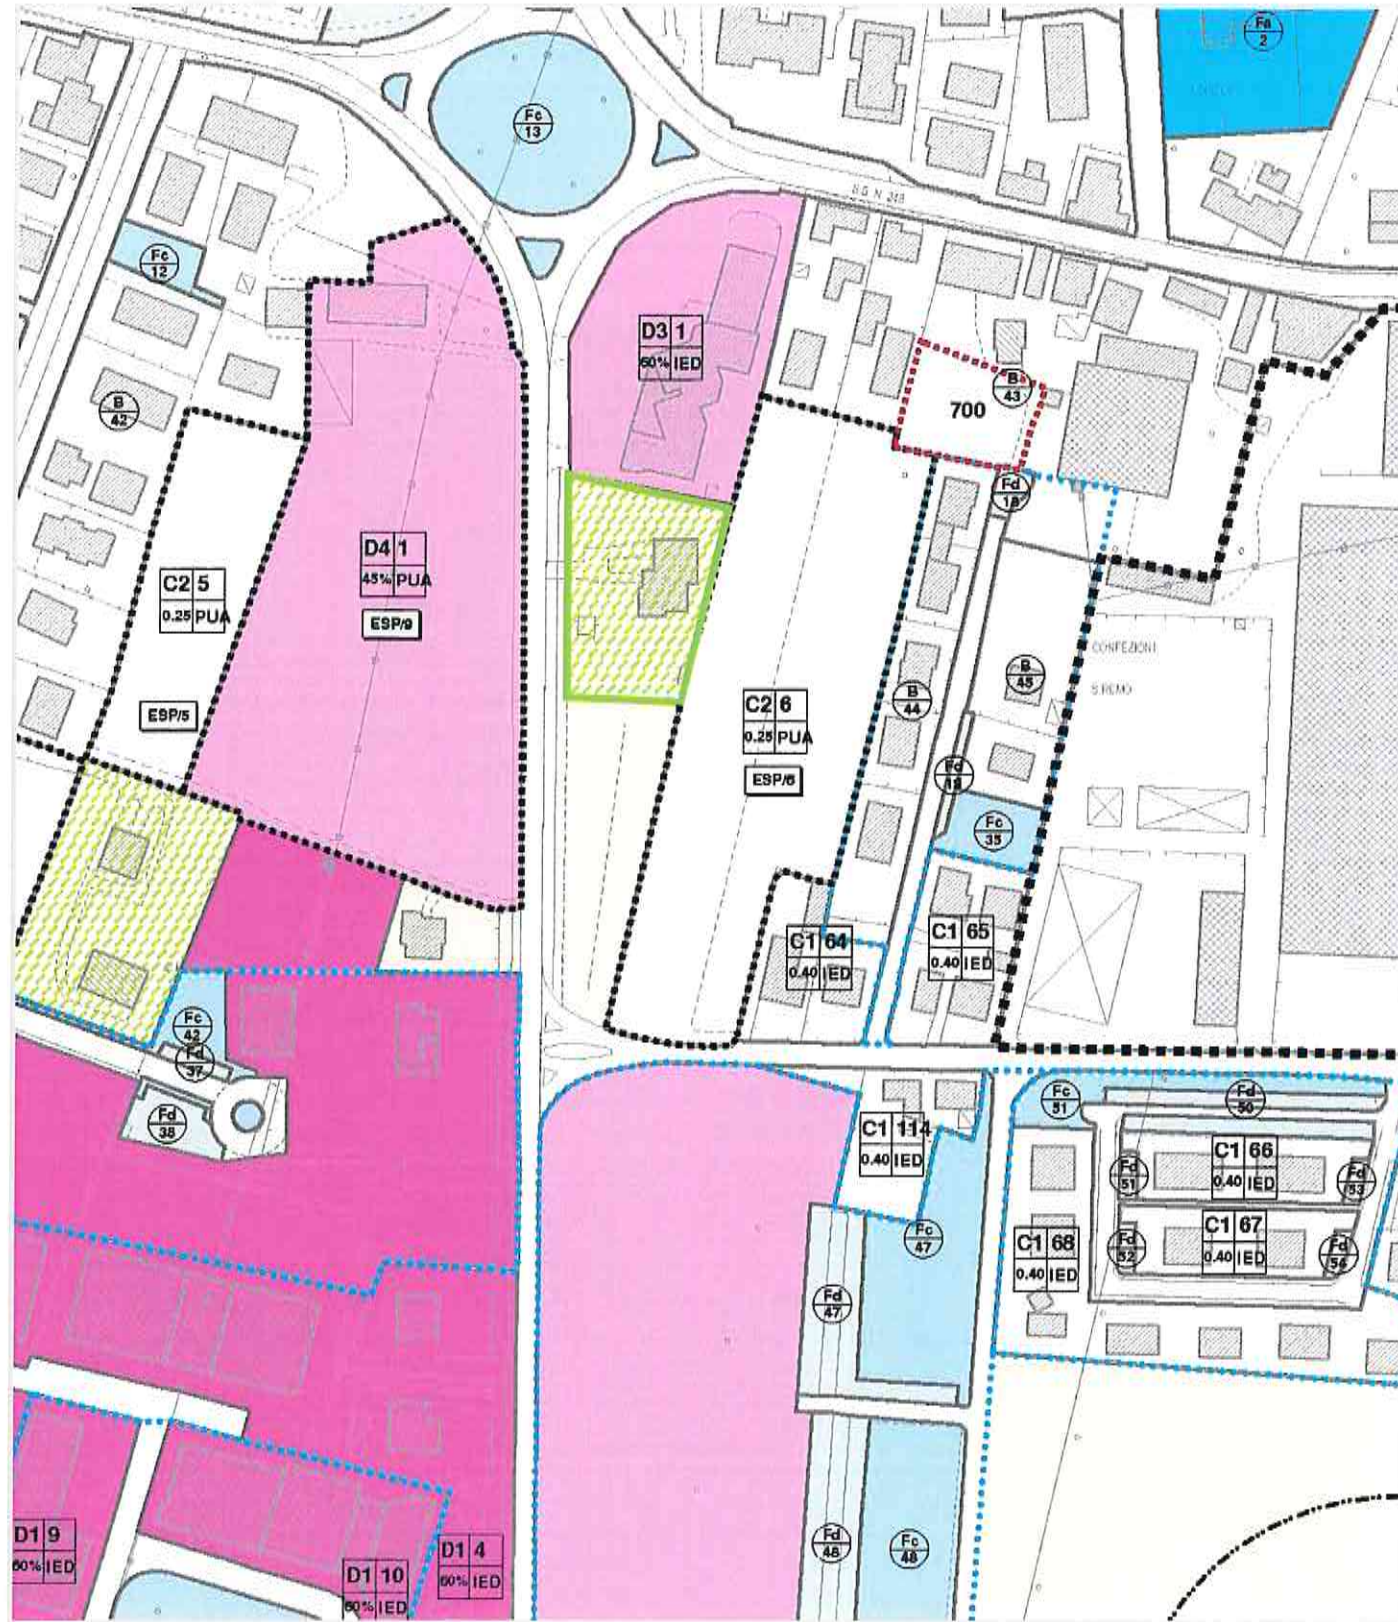 Fa
2
Fc
13
S.G N 248
Fc
12
D3 1
60% IED
B
43
700
B
42
Fd
D4 1
45% PUA
ESP/9
C2 5
0.25 PUA
CONFEZIONI
S.REMO
B
45
B
44
C2 6
0.25 PUA
ESP/5
ESP/6
Fd
Fc
35
C1 64
0.40 IED
C1 65
0.40 IED
Fc
42
Fd
37
Fd
38
Fc
51
Fd
50
C1 114
0.40 IED
C1 66
0.40 IED
Fd
51
Fd
53
C1 67
0.40 IED
Fc
47
C1 68
0.40 IED
Fd
52
Fd
54
Fd
47
D1 9
60% IED
D1 4
60% IED
Fd
48
Fc
48
D1 10
60% IED